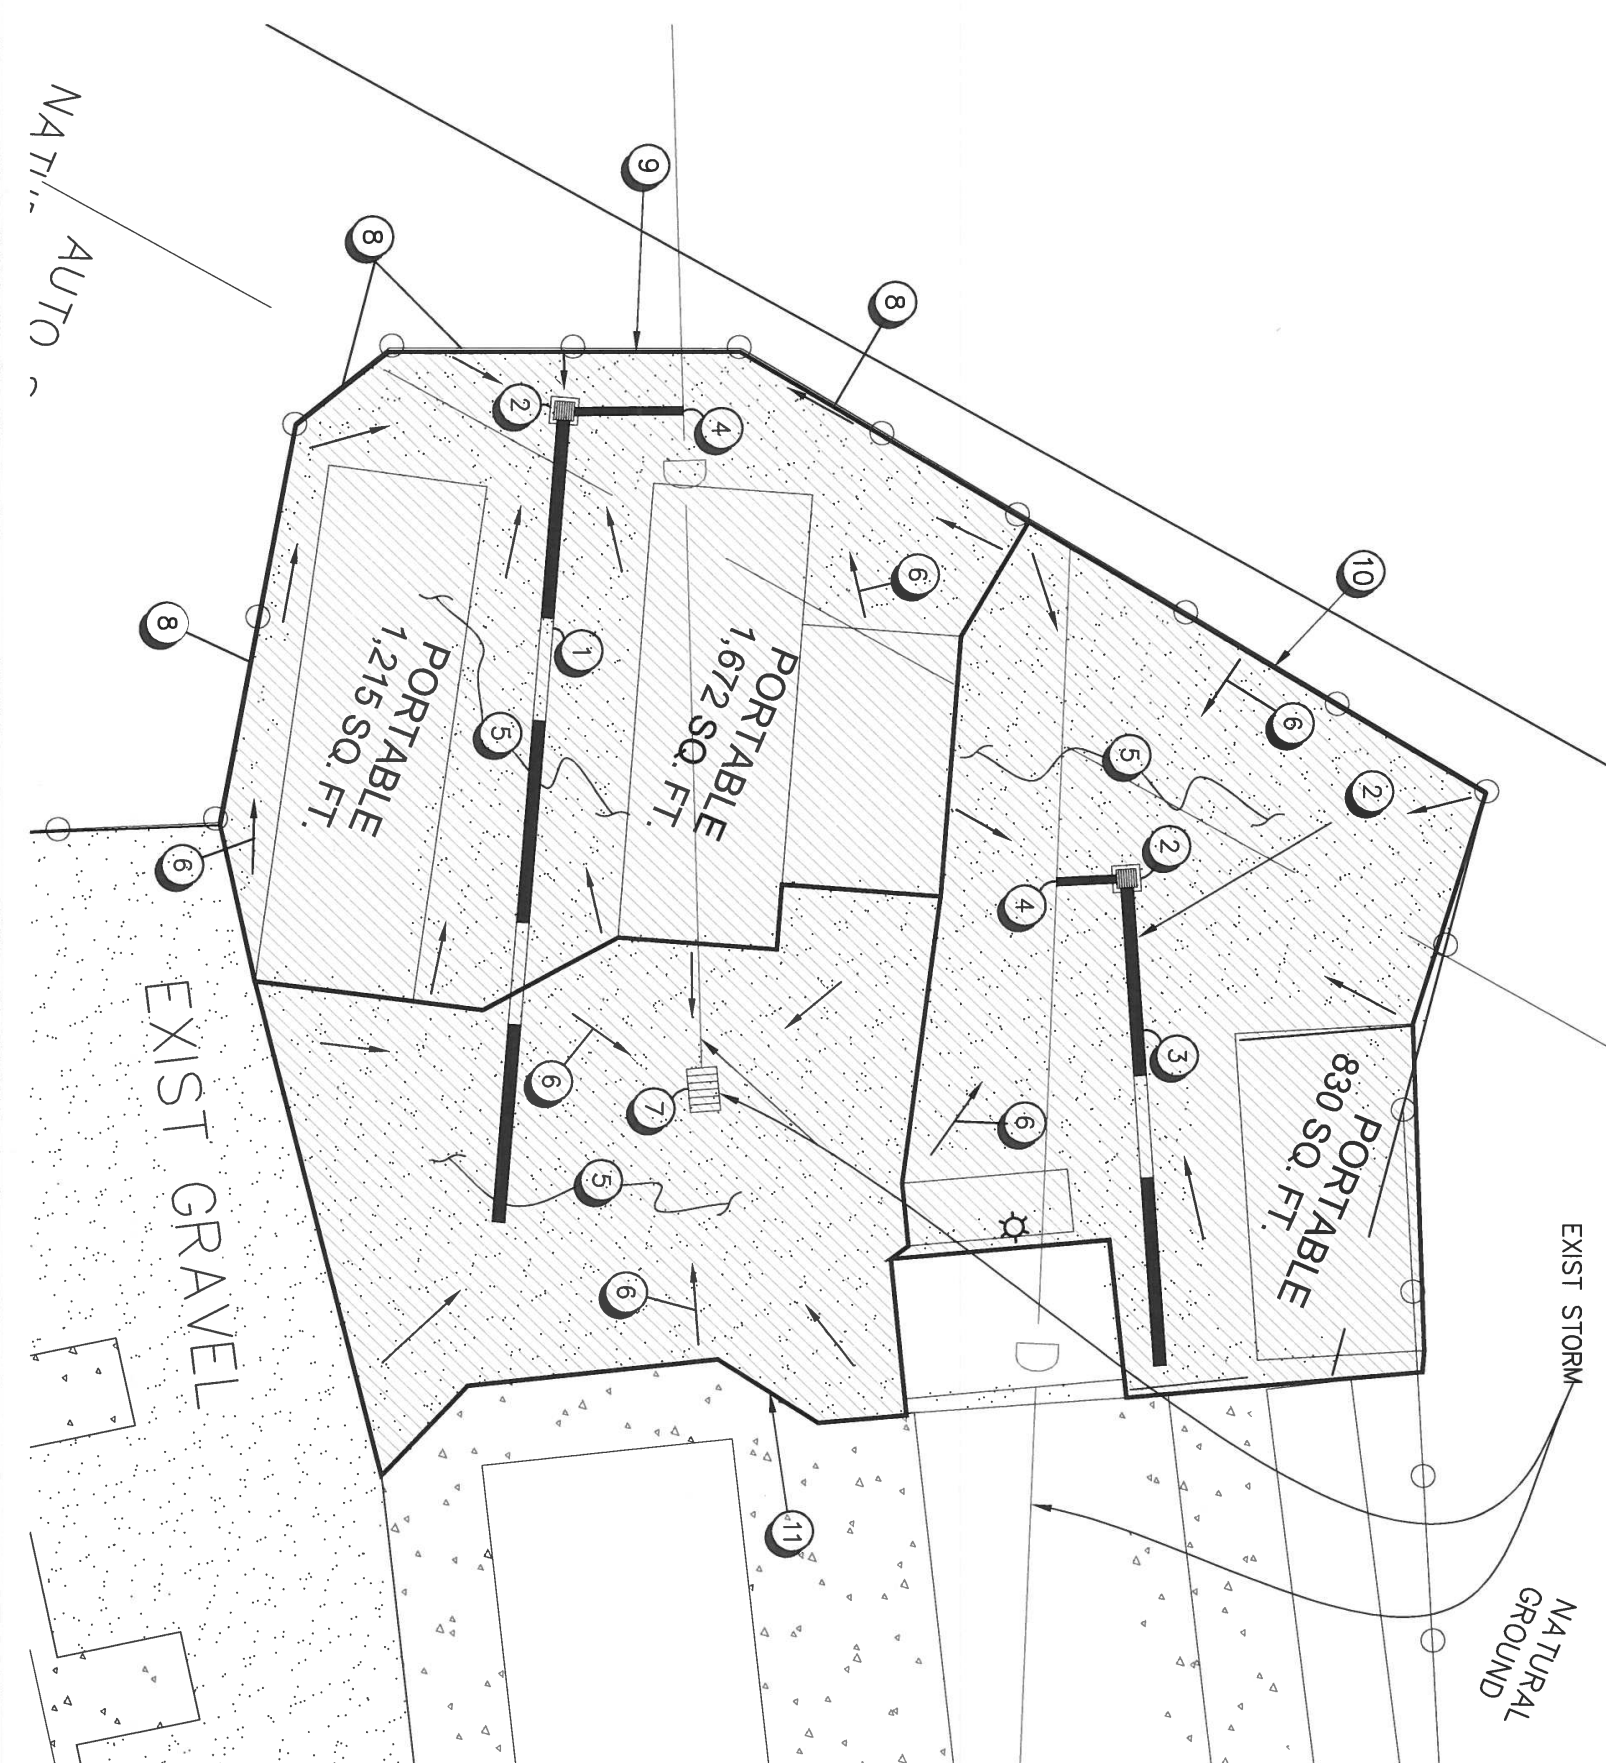 NAT
AUTO
9
8
8
2
4
10
6
1
8
5
PORTABLE
1,215 SQ. FT.
PORTABLE
1,672 SQ. FT.
6
5
2
2
4
6
3
6
7
6
5
6
PORTABLE
830 SQ. FT.
EXIST GRAVEL
EXIST STORM
11
NATURAL
GROUND